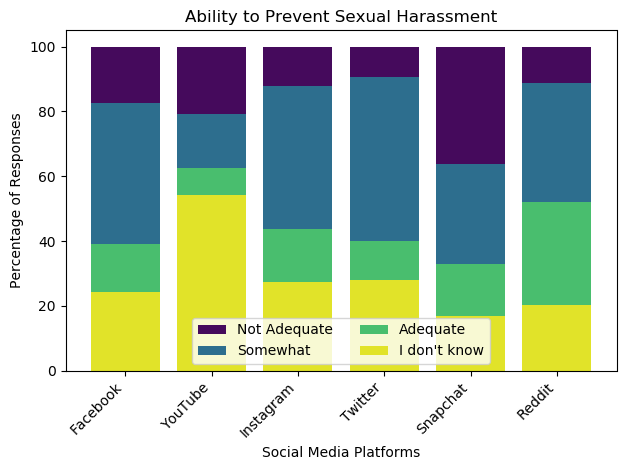 Ability to Prevent Sexual Harassment
Percentage of Responses
100
80
60
40
20
0
Not Adequate
Somewhat
Adequate
I don't know
Facebook
YouTube
Instagram
Twitter
Snapchat
Reddit
Social Media Platforms